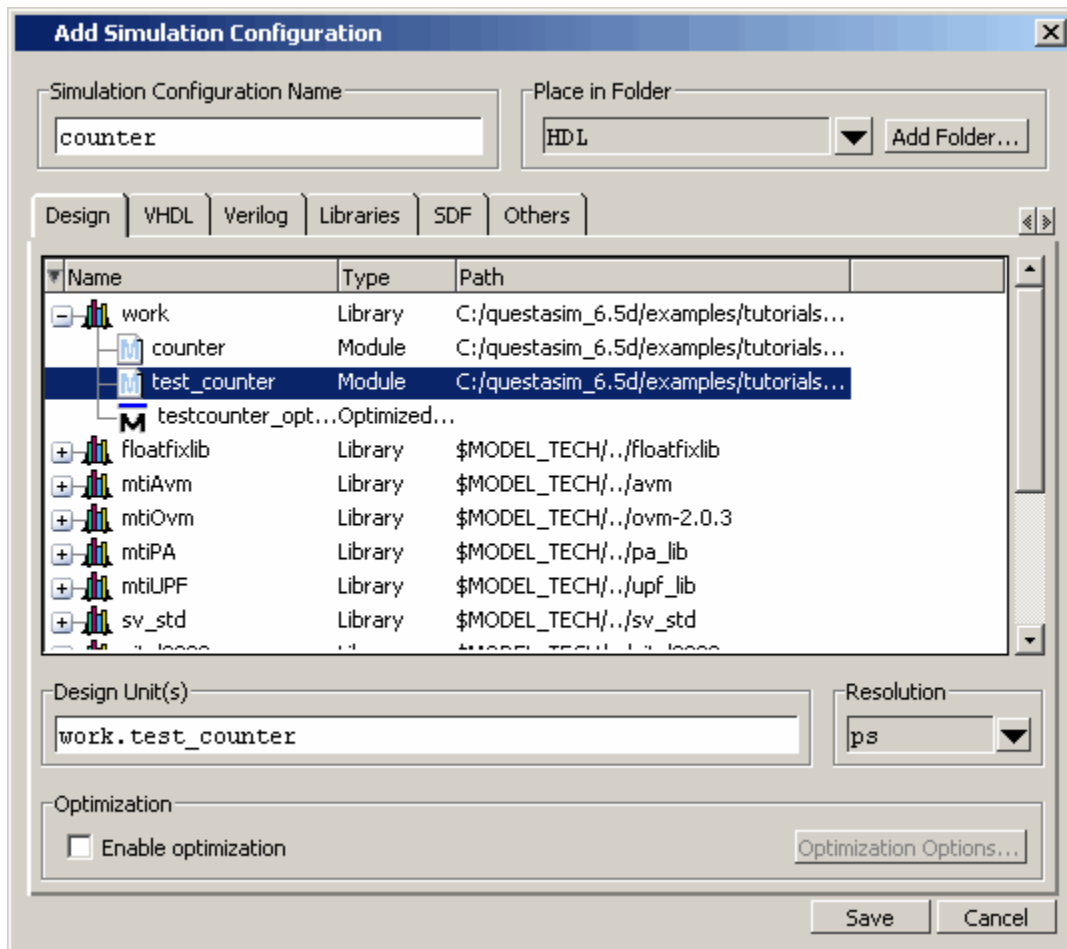 Add Simulation Configuration
Simulation Configuration Name
Place in Folder
counter
HDL
Add Folder...
Design VHDL Verilog Libraries SDF Others
Name Type Path
work Library C:/questasim_6.5d/examples/tutorials...
counter Module C:/questasim_6.5d/examples/tutorials...
test_counter Module C:/questasim_6.5d/examples/tutorials...
testcounter_opt...Optimized...
floatfixlib Library $MODEL_TECH/../floatfixlib
mtiAvm Library $MODEL_TECH/../avm
mtiOvm Library $MODEL_TECH/../ovm-2.0.3
mtiPA Library $MODEL_TECH/../pa_lib
mtiUPF Library $MODEL_TECH/../upf_lib
sv_std Library $MODEL_TECH/../sv_std
Design Unit(s)
Resolution
work.test_counter
ps
Optimization
Enable optimization
Optimization Options...
Save Cancel